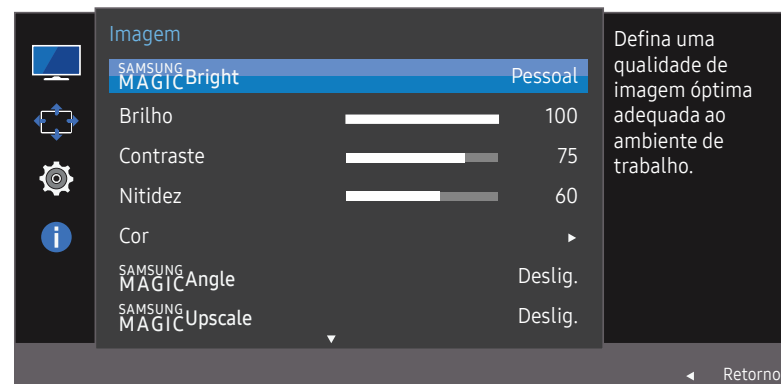 Imagem
SAMSUNG MAGIC Bright Pessoal
Brilho 100
Contraste 75
Nitidez 60
Cor ►
SAMSUNG MAGIC Angle Deslig.
SAMSUNG MAGIC Upscale Deslig.
▼
Defina uma
qualidade de
imagem óptima
adequada ao
ambiente de
trabalho.
◄ Retorno